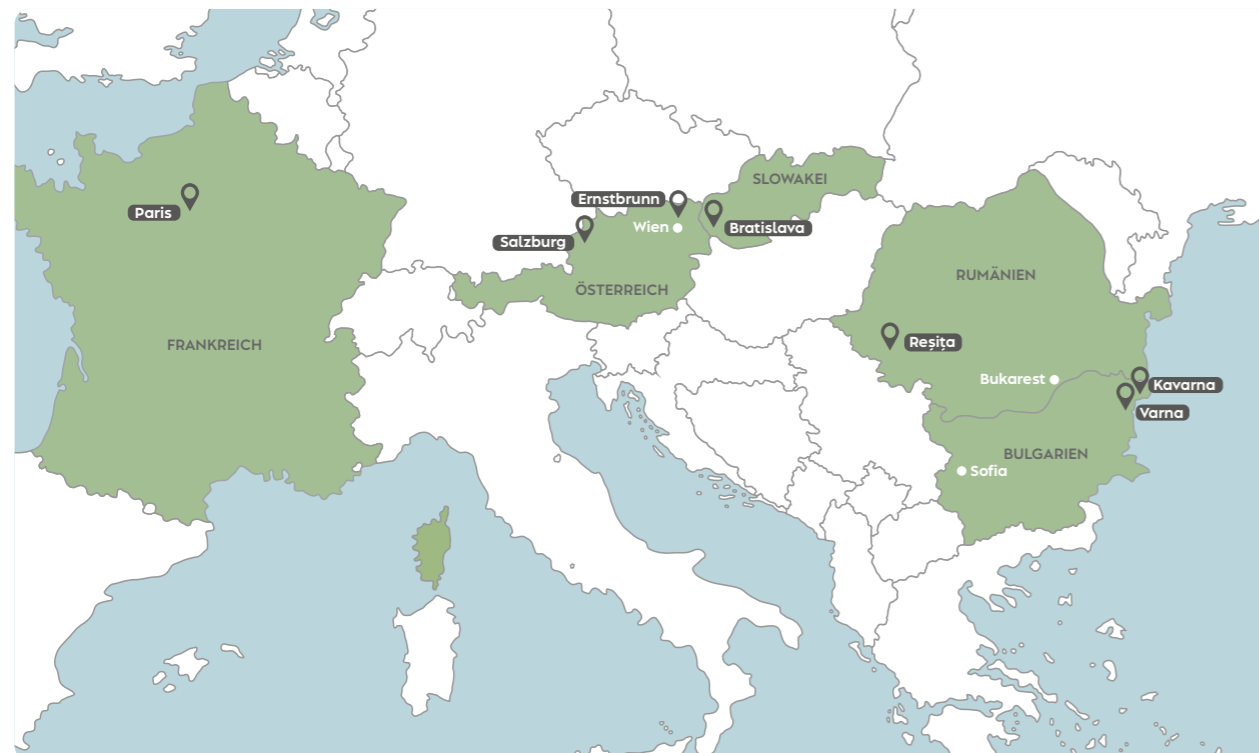 SLOWAKEI
Ernstbrunn
Paris
Wien
Bratislava
Salzburg
RUMÄNIEN
ÖSTERREICH
FRANKREICH
Reșița
Bukarest
Kavarna
Varna
BULGARIEN
Sofia